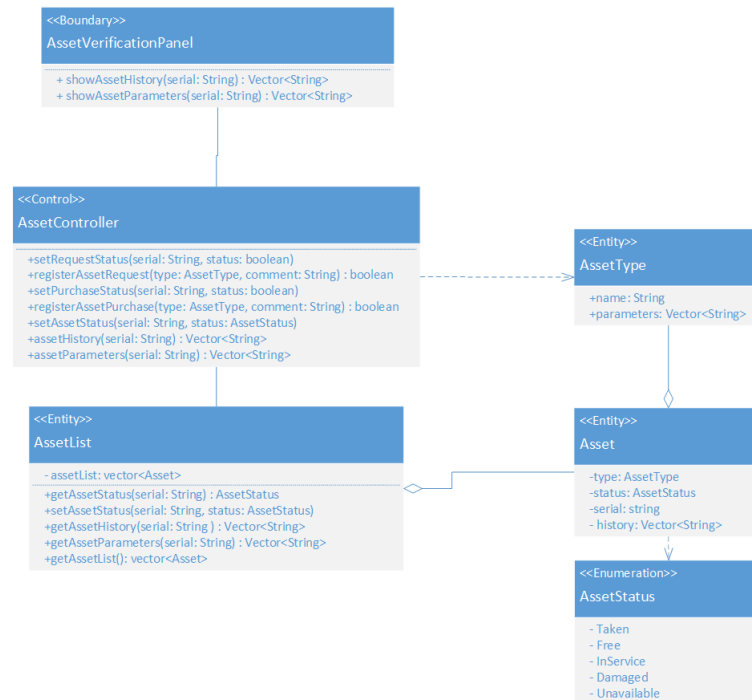 <<Boundary>>
AssetVerificationPanel
+ showAssetHistory(serial: String) : Vector<String>
+ showAssetParameters(serial: String) : Vector<String>
<<Control>>
AssetController
+setRequestStatus(serial: String, status: boolean)
+registerAssetRequest(type: AssetType, comment: String) : boolean
+setPurchaseStatus(serial: String, status: boolean)
+registerAssetPurchase(type: AssetType, comment: String) : boolean
+setAssetStatus(serial: String, status: AssetStatus)
+assetHistory(serial: String) : Vector<String>
+assetParameters(serial: String) : Vector<String>
<<Entity>>
AssetType
+name: String
+parameters: Vector<String>
<<Entity>>
AssetList
- assetList: vector<Asset>
+getAssetStatus(serial: String) : AssetStatus
+setAssetStatus(serial: String, status: AssetStatus)
+getAssetHistory(serial: String ) : Vector<String>
+getAssetParameters(serial: String) : Vector<String>
+getAssetList(): vector<Asset>
<<Entity>>
Asset
-type: AssetType
-status: AssetStatus
-serial: string
- history: Vector<String>
<<Enumeration>>
AssetStatus
- Taken
- Free
- InService
- Damaged
- Unavailable